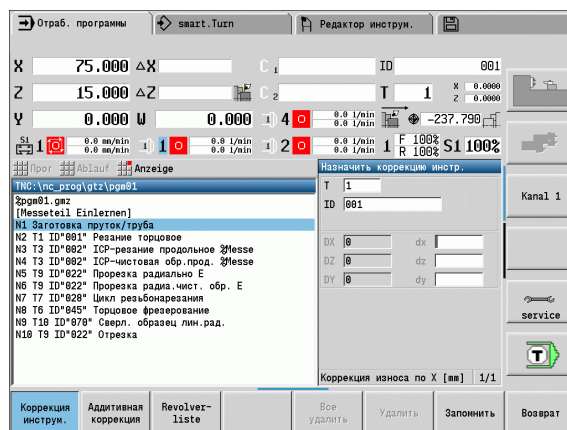 Отраб. программы
smart.Turn
Редактор инструм.
X 75.000 ΔX C 1 ID 001
Z 15.000 ΔZ C 2 T 1 X 0.0000 Z 0.0000
Y 0.000 U 0.000 4 0.0 1/min 0.0 1/min -237.790
S1 1 0.0 mm/min 0.0 mm/min 1 0.0 1/min 0.0 1/min 2 0.0 1/min 0.0 1/min 1 F 100% R 100% S1 100%
Прог Ablauf Anzeige
TNC:\nc_prog\gtz\pgm01
%pgm01.gmz
[Messeteil Einlernen]
N1 Заготовка пруток/труба
N2 T1 ID"001" Резание торцовое
N3 T3 ID"002" ICP-резание продольное %Messe
N4 T3 ID"002" ICP-чистовая обр.прод. %Messe
N5 T9 ID"022" Прорезка радиально E
N6 T9 ID"022" Прорезка радиа.чист. обр. E
N7 T7 ID"028" Цикл резьбонарезания
N8 T6 ID"045" Торцовое фрезерование
N9 T10 ID"070" Сверл. образец лин.рад.
N10 T9 ID"022" Отрезка
Назначить коррекцию инстр.
T 1
ID 001
DX 0 dx
DZ 0 dz
DY 0 dy
Коррекция износа по X [mm] 1/1
Kanal 1
service
T
Коррекция инструм.
Аддитивная коррекция
Revolver-liste
Все удалить
Удалить
Запомнить
Возврат